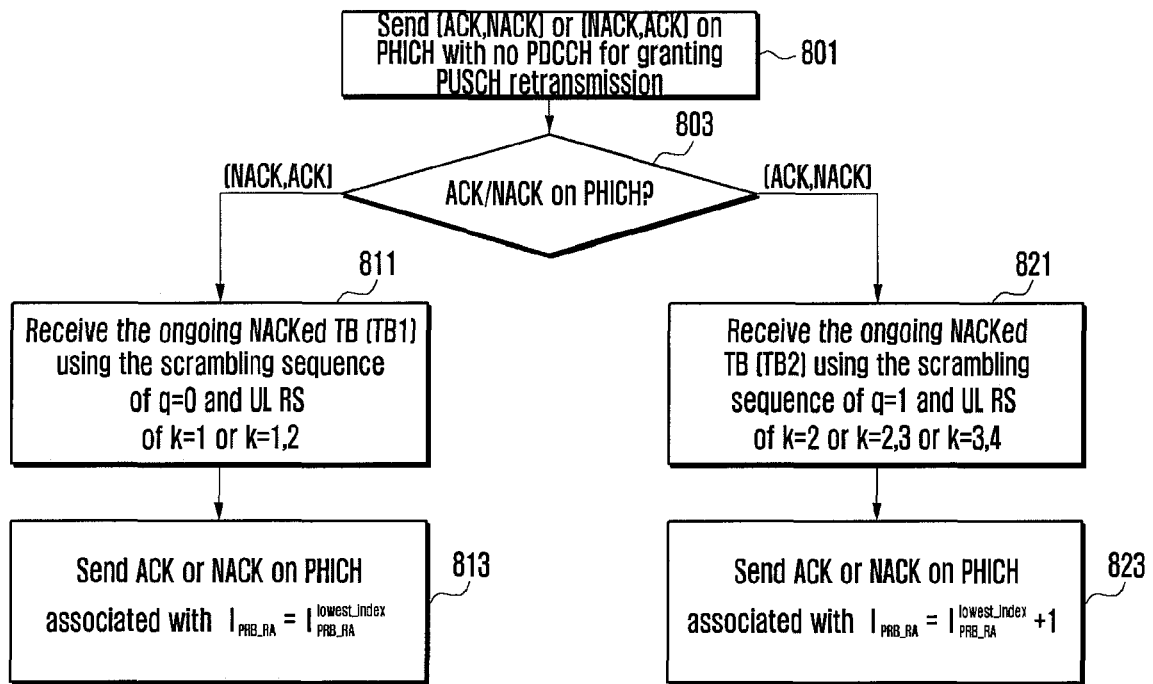 Send (ACK,NACK) or (NACK,ACK) on
PHICH with no PDCCH for granting
PUSCH retransmission
801
803
(NACK,ACK)
ACK/NACK on PHICH?
(ACK,NACK)
811
Receive the ongoing NACKed TB (TB1)
using the scrambling sequence
of q=0 and UL RS
of k=1 or k=1,2
821
Receive the ongoing NACKed
TB (TB2) using the scrambling
sequence of q=1 and UL RS
of k=2 or k=2,3 or k=3,4
Send ACK or NACK on PHICH
associated with I_PRB_RA = I_PRB_RA^lowest_index
813
Send ACK or NACK on PHICH
associated with I_PRB_RA = I_PRB_RA^lowest_index +1
823